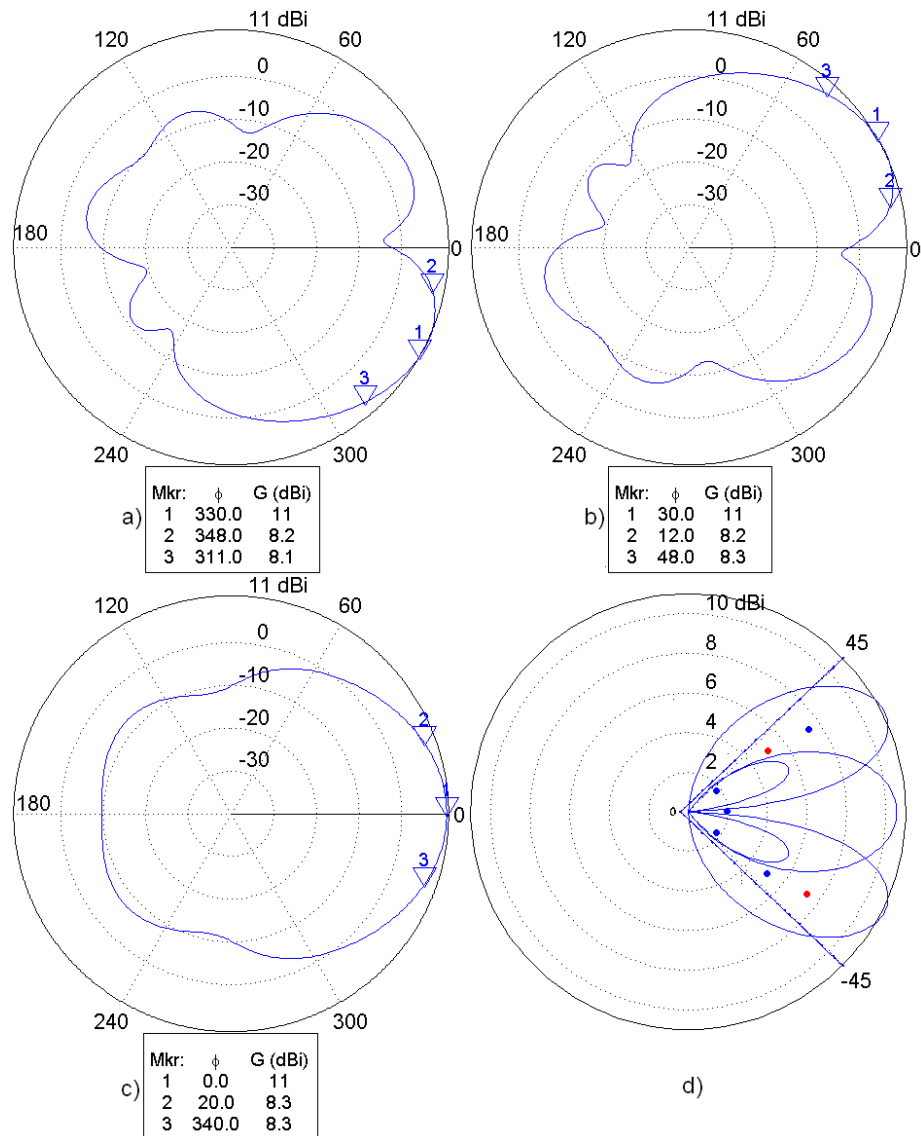 11 dBi
120
60
0
-10
-20
-30
180
0
2
1
3
240
300
a)
Mkr: ϕ G (dBi)
1 330.0 11
2 348.0 8.2
3 311.0 8.1
11 dBi
120
60
3
0
-10
1
-20
2
-30
180
0
240
300
b)
Mkr: ϕ G (dBi)
1 30.0 11
2 12.0 8.2
3 48.0 8.3
11 dBi
120
60
0
-10
2
-20
-30
180
1
0
3
240
300
c)
Mkr: ϕ G (dBi)
1 0.0 11
2 20.0 8.3
3 340.0 8.3
10 dBi
8
45
6
4
2
0
-45
d)